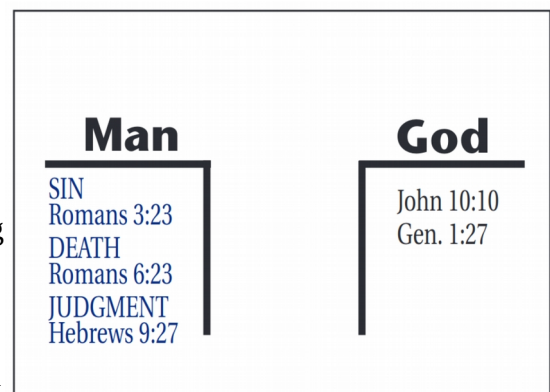 Man
SIN
Romans 3:23
DEATH
Romans 6:23
JUDGMENT
Hebrews 9:27
God
John 10:10
Gen. 1:27